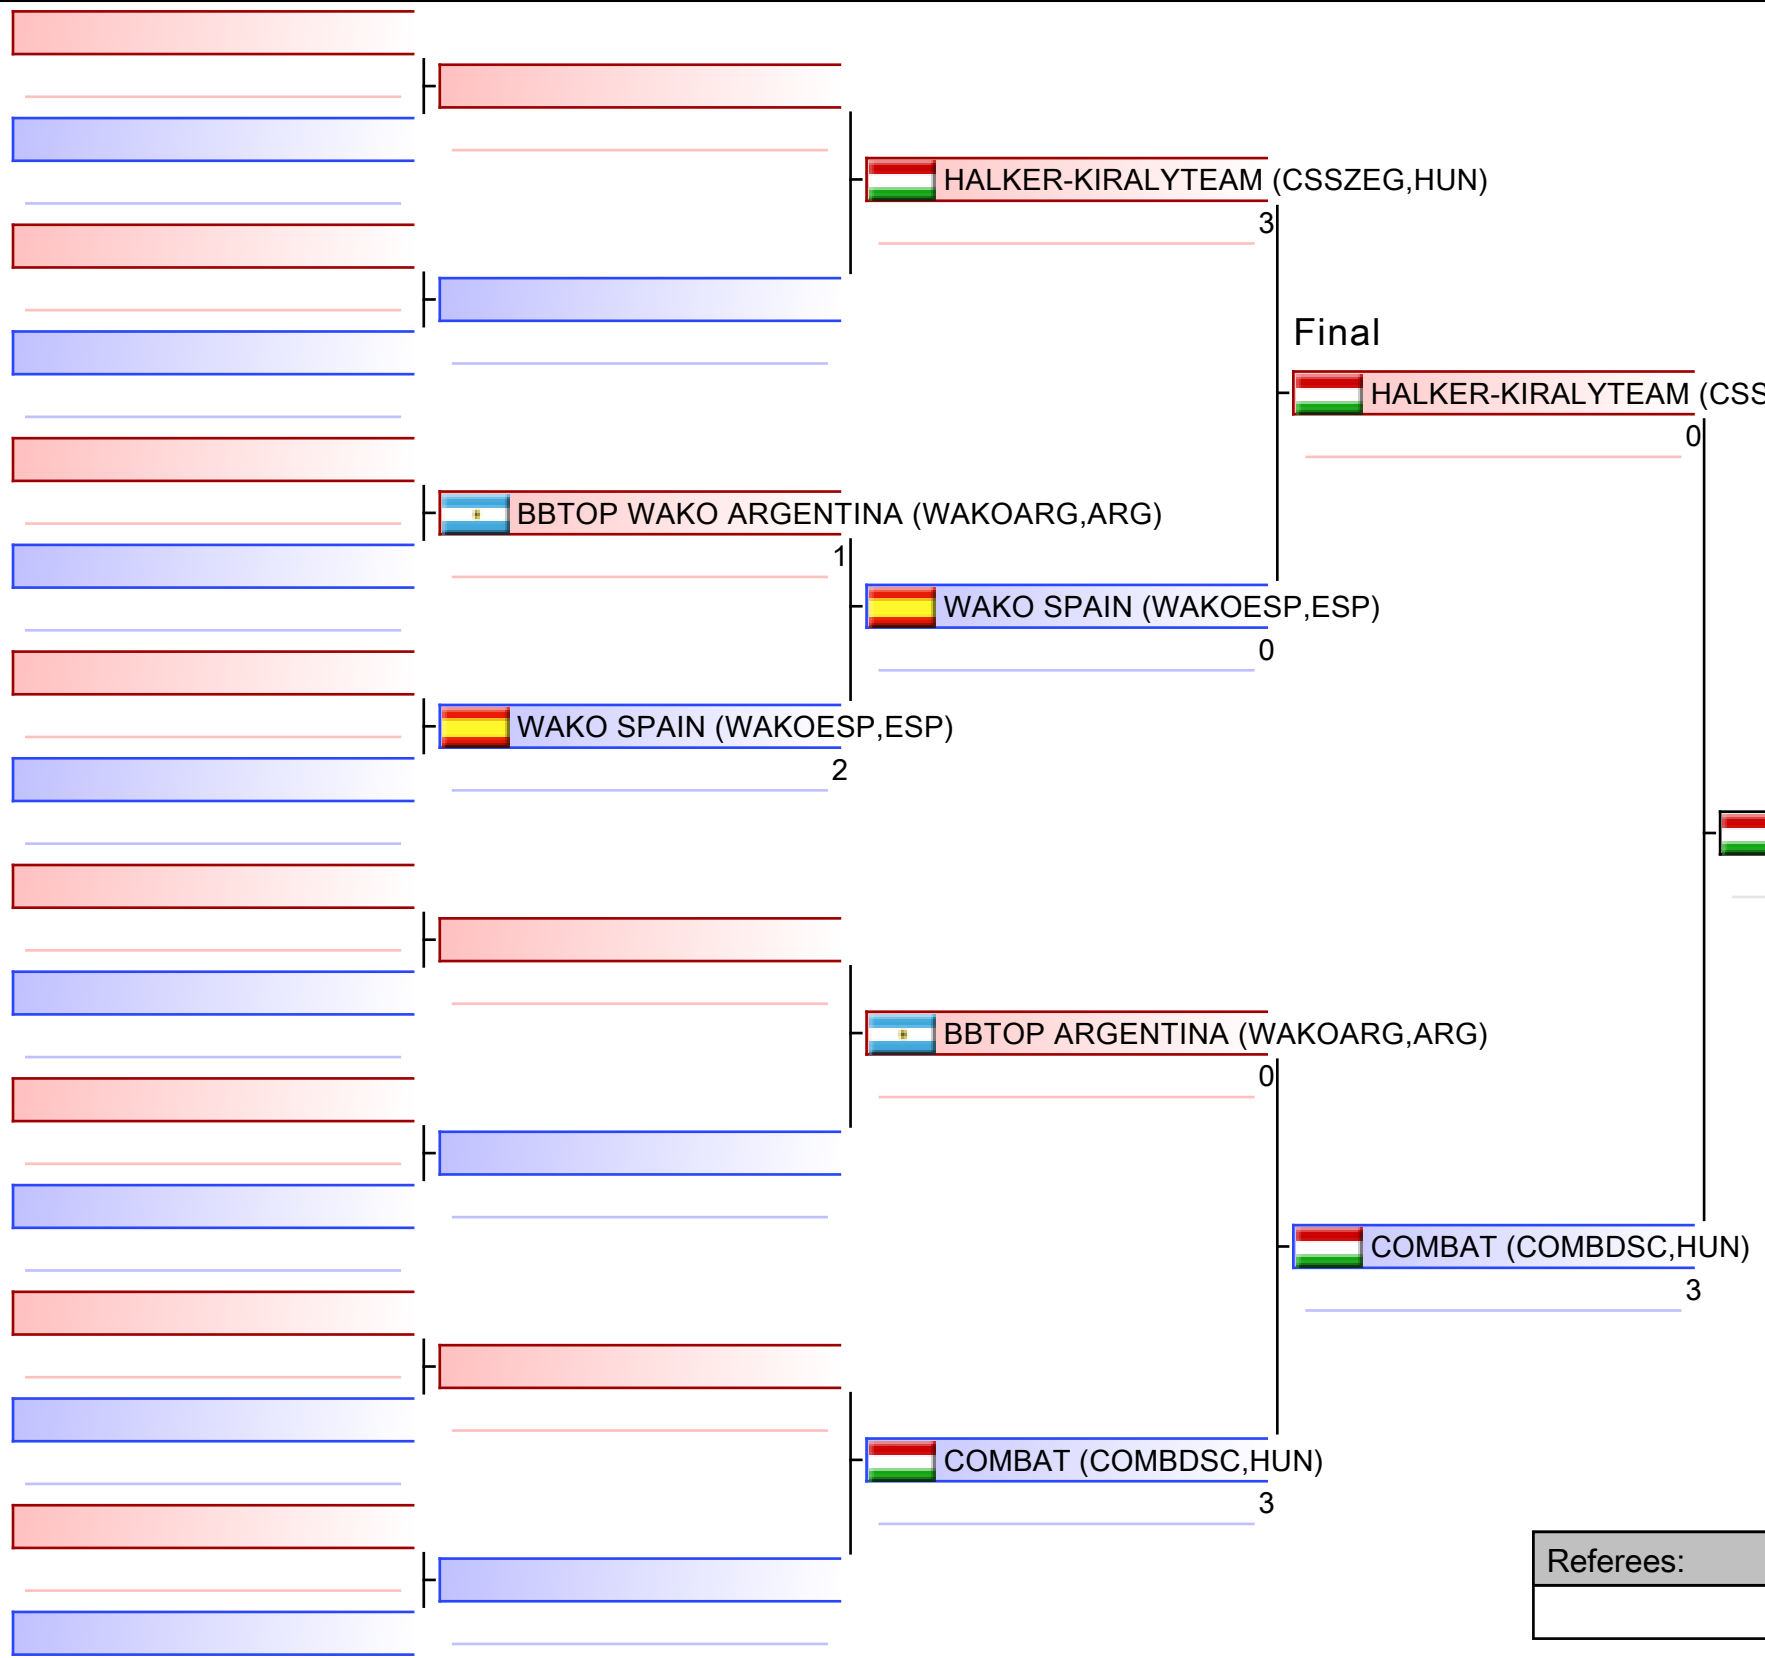 HALKER-KIRALYTEAM (CSSZEG,HUN)
3
Final
HALKER-KIRALYTEAM (CSS
0
BBTOP WAKO ARGENTINA (WAKOARG,ARG)
1
WAKO SPAIN (WAKOESP,ESP)
0
WAKO SPAIN (WAKOESP,ESP)
2
BBTOP ARGENTINA (WAKOARG,ARG)
0
COMBAT (COMBDSC,HUN)
3
COMBAT (COMBDSC,HUN)
3
Referees: